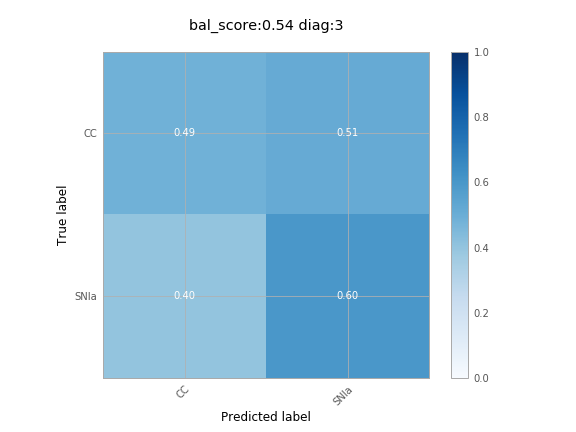 bal_score:0.54 diag:3
1.0
0.8
0.6
0.4
0.2
0.0
True label
CC
SNIa
0.49
0.51
0.40
0.60
CC
SNIa
Predicted label